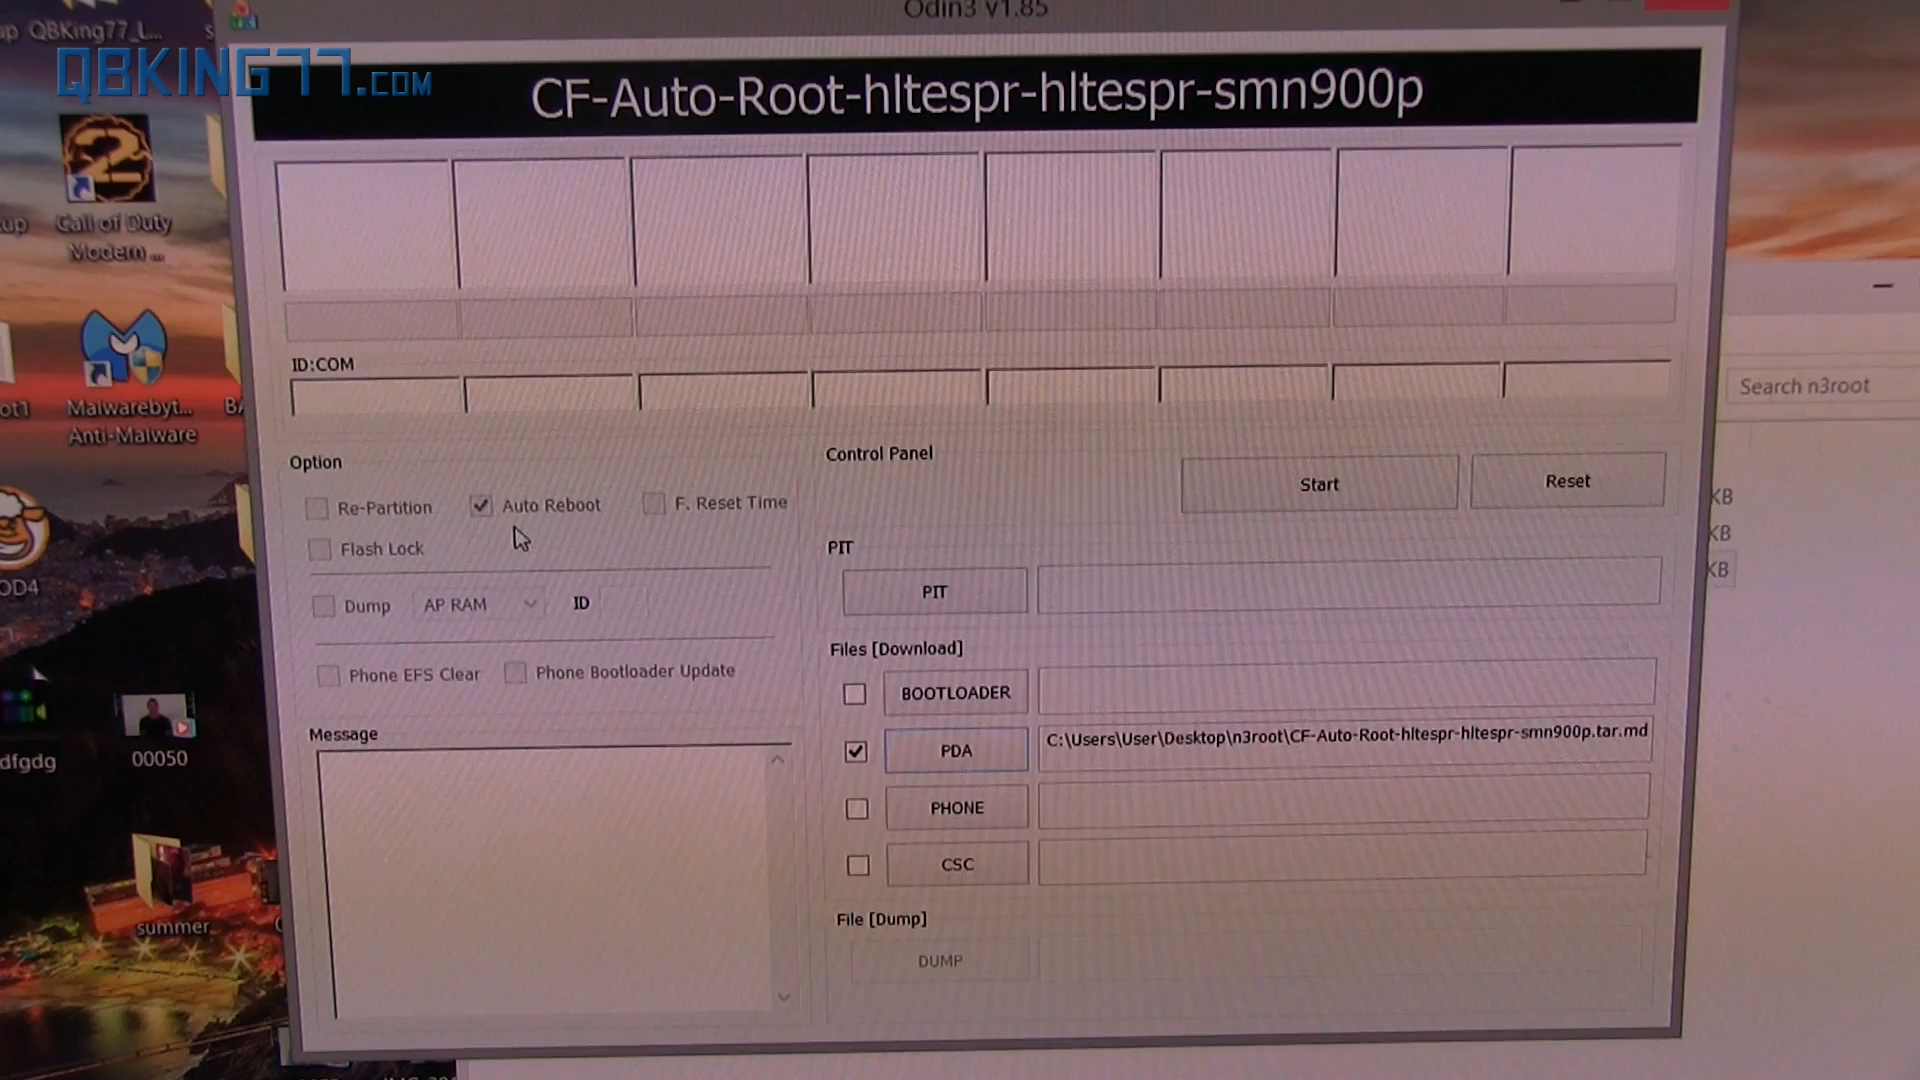 Odin3 v1.85
up QBKing77_L...
QBKING77.COM
CF-Auto-Root-hltespr-hltespr-smn900p
Call of Duty
Modern ...
Malwarebyt...
Anti-Malware
ID:COM
Search n3root
Option
Control Panel
Start
Reset
KB
KB
KB
Re-Partition
Auto Reboot
F. Reset Time
Flash Lock
PIT
PIT
OD4
Dump
AP RAM
ID
Files [Download]
Phone EFS Clear
Phone Bootloader Update
BOOTLOADER
Message
PDA
C:\Users\User\Desktop\n3root\CF-Auto-Root-hltespr-hltespr-smn900p.tar.md
dfgdg
00050
PHONE
CSC
summer
File [Dump]
DUMP